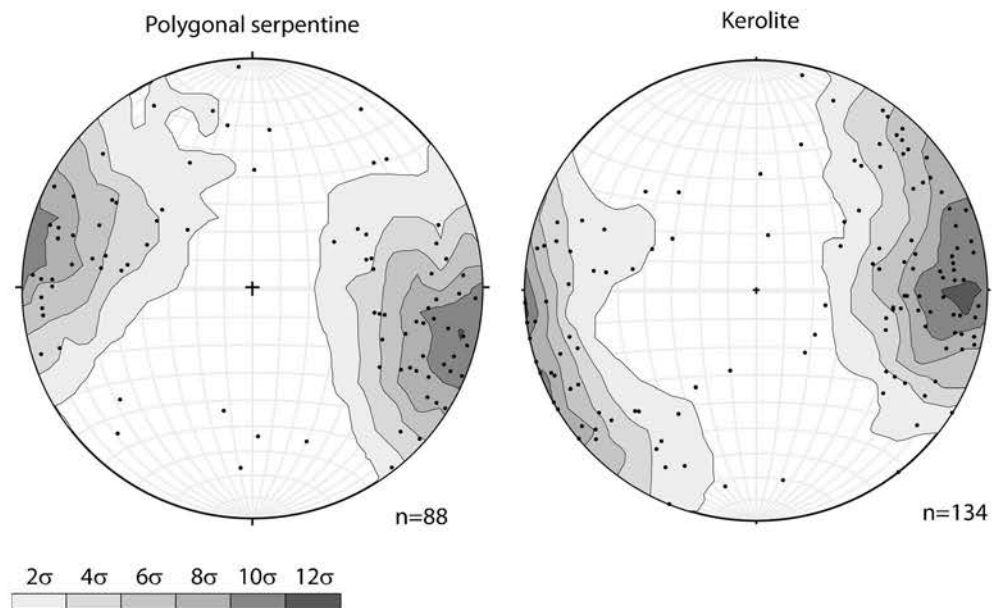 Polygonal serpentine
Kerolite
n=88
n=134
2σ 4σ 6σ 8σ 10σ 12σ